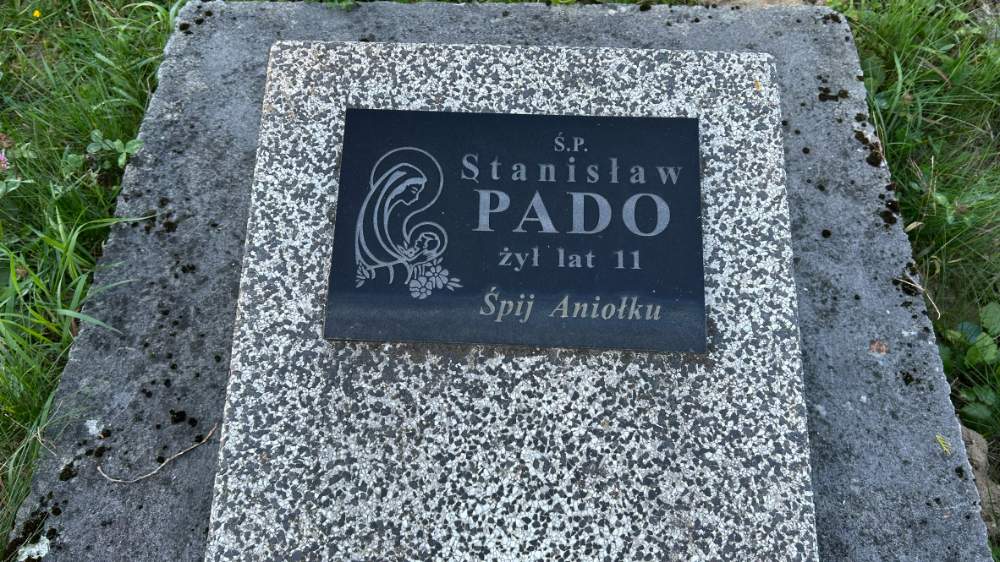 Ś.P.
Stanisław
PADO
żył lat 11
Śpij Aniołku